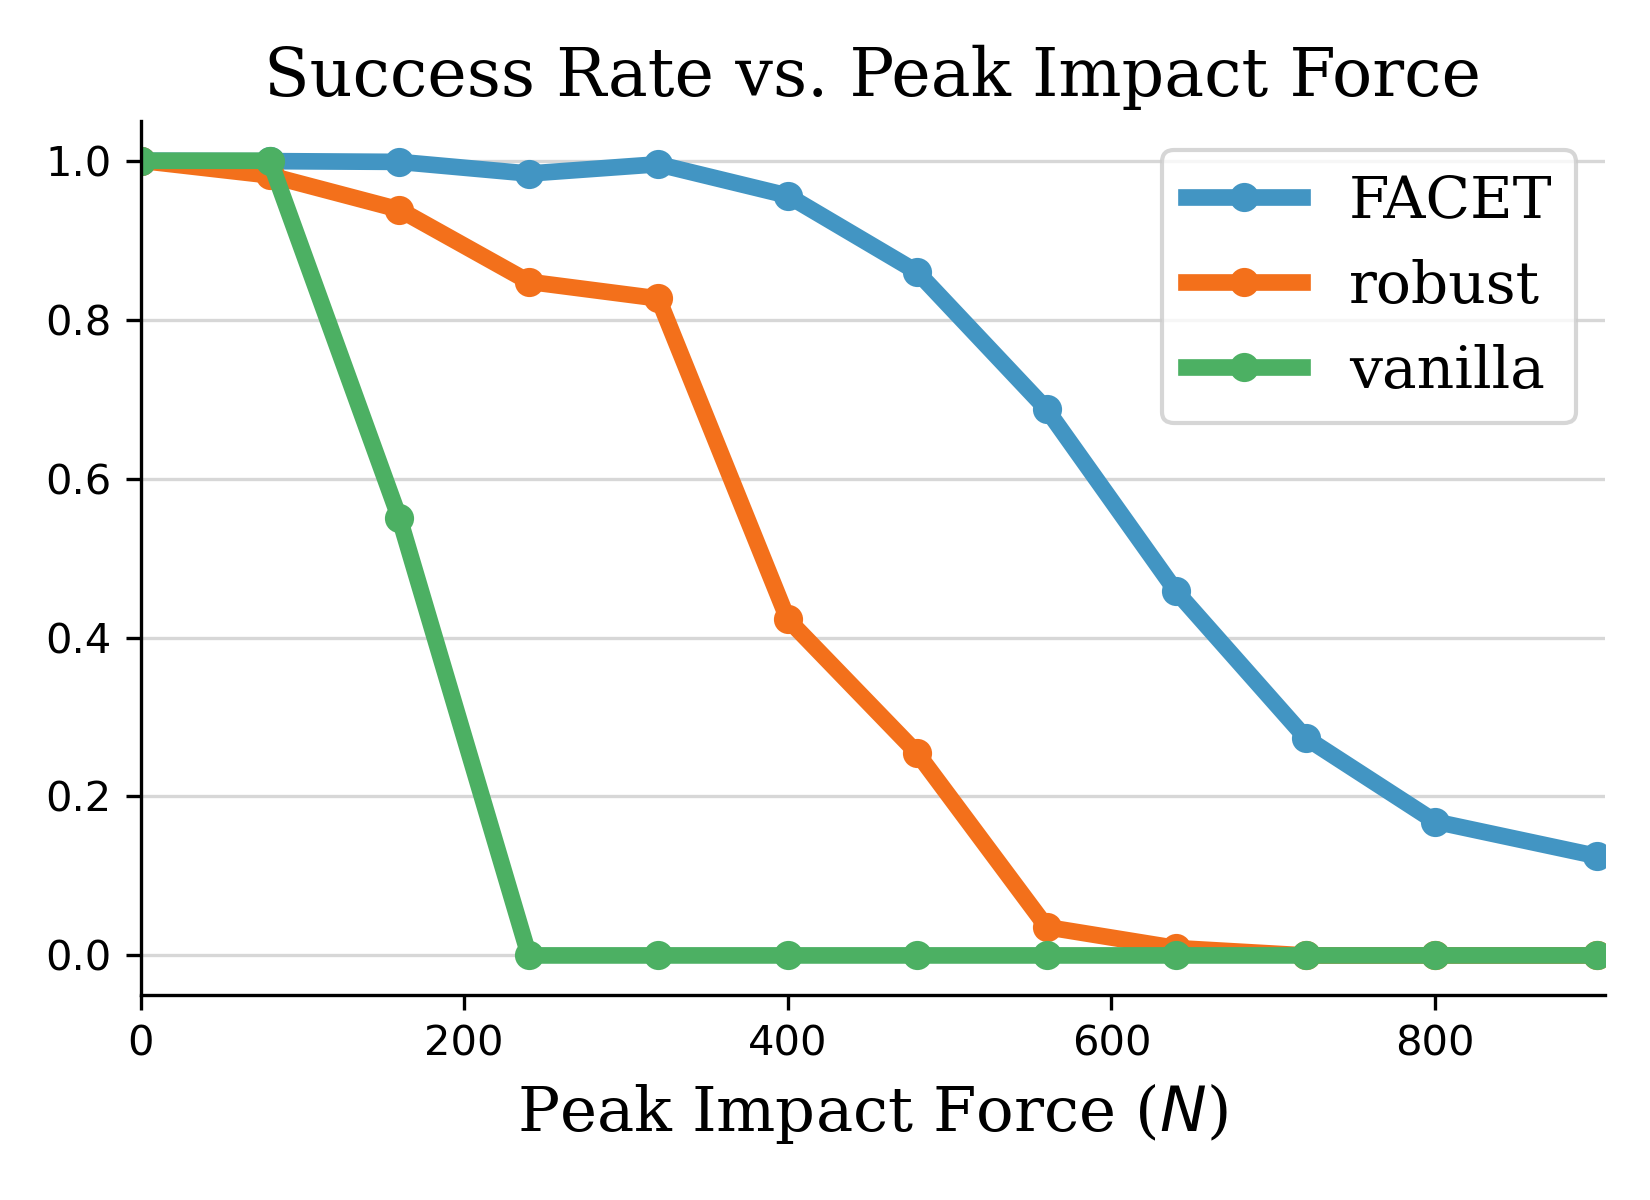 Success Rate vs. Peak Impact Force
1.0
0.8
0.6
0.4
0.2
0.0
FACET
robust
vanilla
0 200 400 600 800
Peak Impact Force (N)